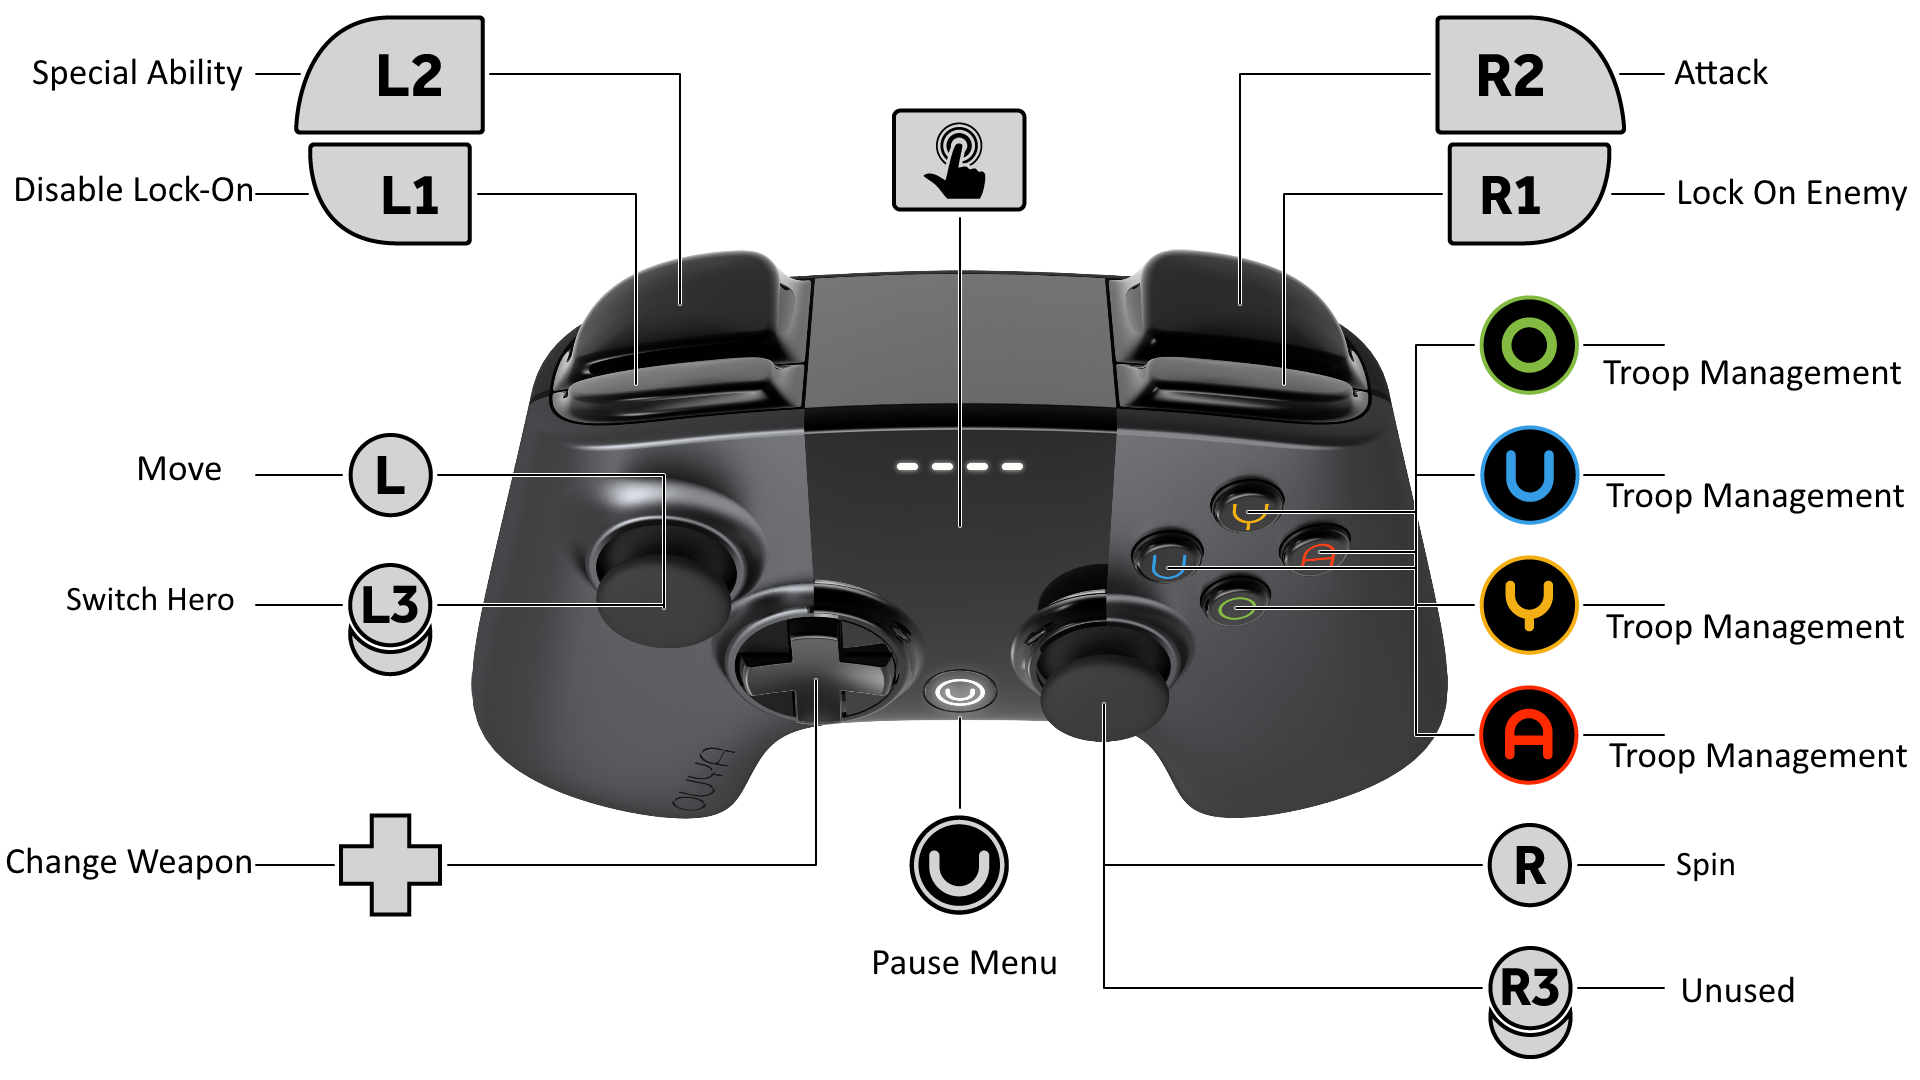 Special Ability
L2
R2
Attack
Disable Lock-On
L1
R1
Lock On Enemy
O
Troop Management
Move
L
U
Troop Management
Y
A
U
O
Switch Hero
L3
Y
Troop Management
U
A
Troop Management
OUYA
Change Weapon
U
R
Spin
Pause Menu
R3
Unused